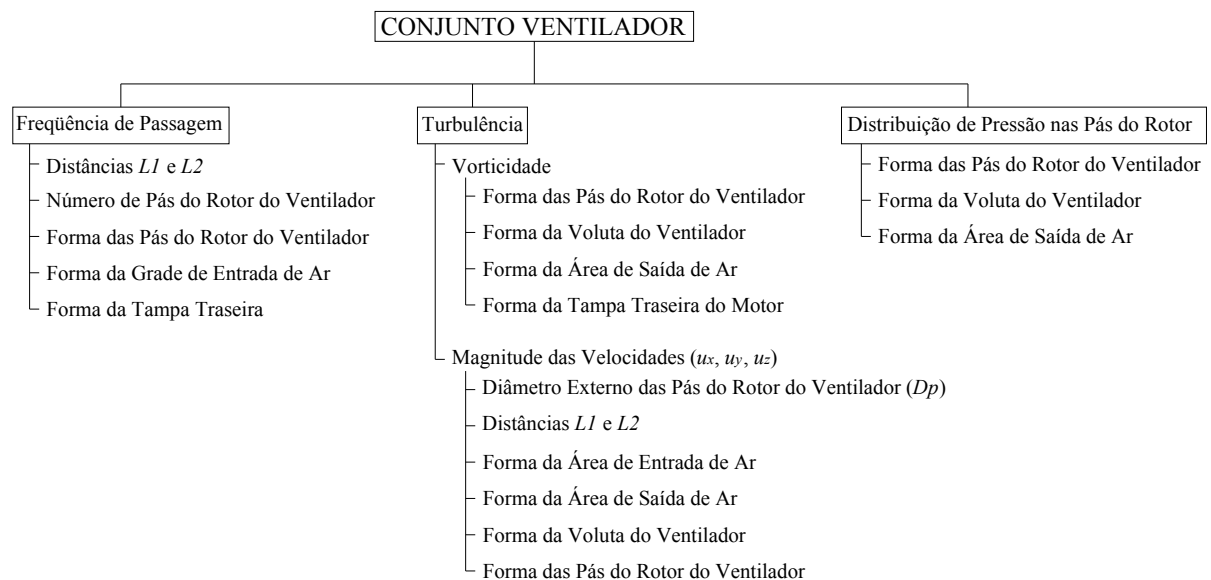 CONJUNTO VENTILADOR
Freqüência de Passagem
Distâncias L1 e L2
Número de Pás do Rotor do Ventilador
Forma das Pás do Rotor do Ventilador
Forma da Grade de Entrada de Ar
Forma da Tampa Traseira
Turbulência
Vorticidade
Forma das Pás do Rotor do Ventilador
Forma da Voluta do Ventilador
Forma da Área de Saída de Ar
Forma da Tampa Traseira do Motor
Magnitude das Velocidades (ux, uy, uz)
Diâmetro Externo das Pás do Rotor do Ventilador (Dp)
Distâncias L1 e L2
Forma da Área de Entrada de Ar
Forma da Área de Saída de Ar
Forma da Voluta do Ventilador
Forma das Pás do Rotor do Ventilador
Distribuição de Pressão nas Pás do Rotor
Forma das Pás do Rotor do Ventilador
Forma da Voluta do Ventilador
Forma da Área de Saída de Ar